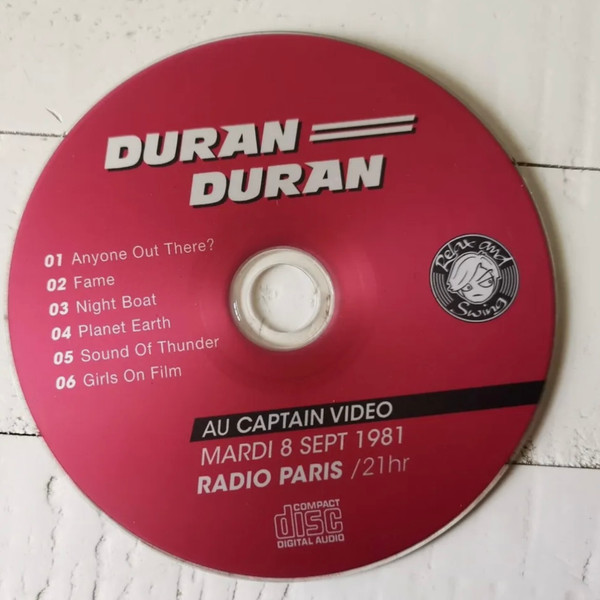 DURAN
DURAN
01 Anyone Out There?
02 Fame
03 Night Boat
04 Planet Earth
05 Sound Of Thunder
06 Girls On Film
Relax and
Swing
AU CAPTAIN VIDEO
MARDI 8 SEPT 1981
RADIO PARIS /21hr
COMPACT
disc
DIGITAL AUDIO